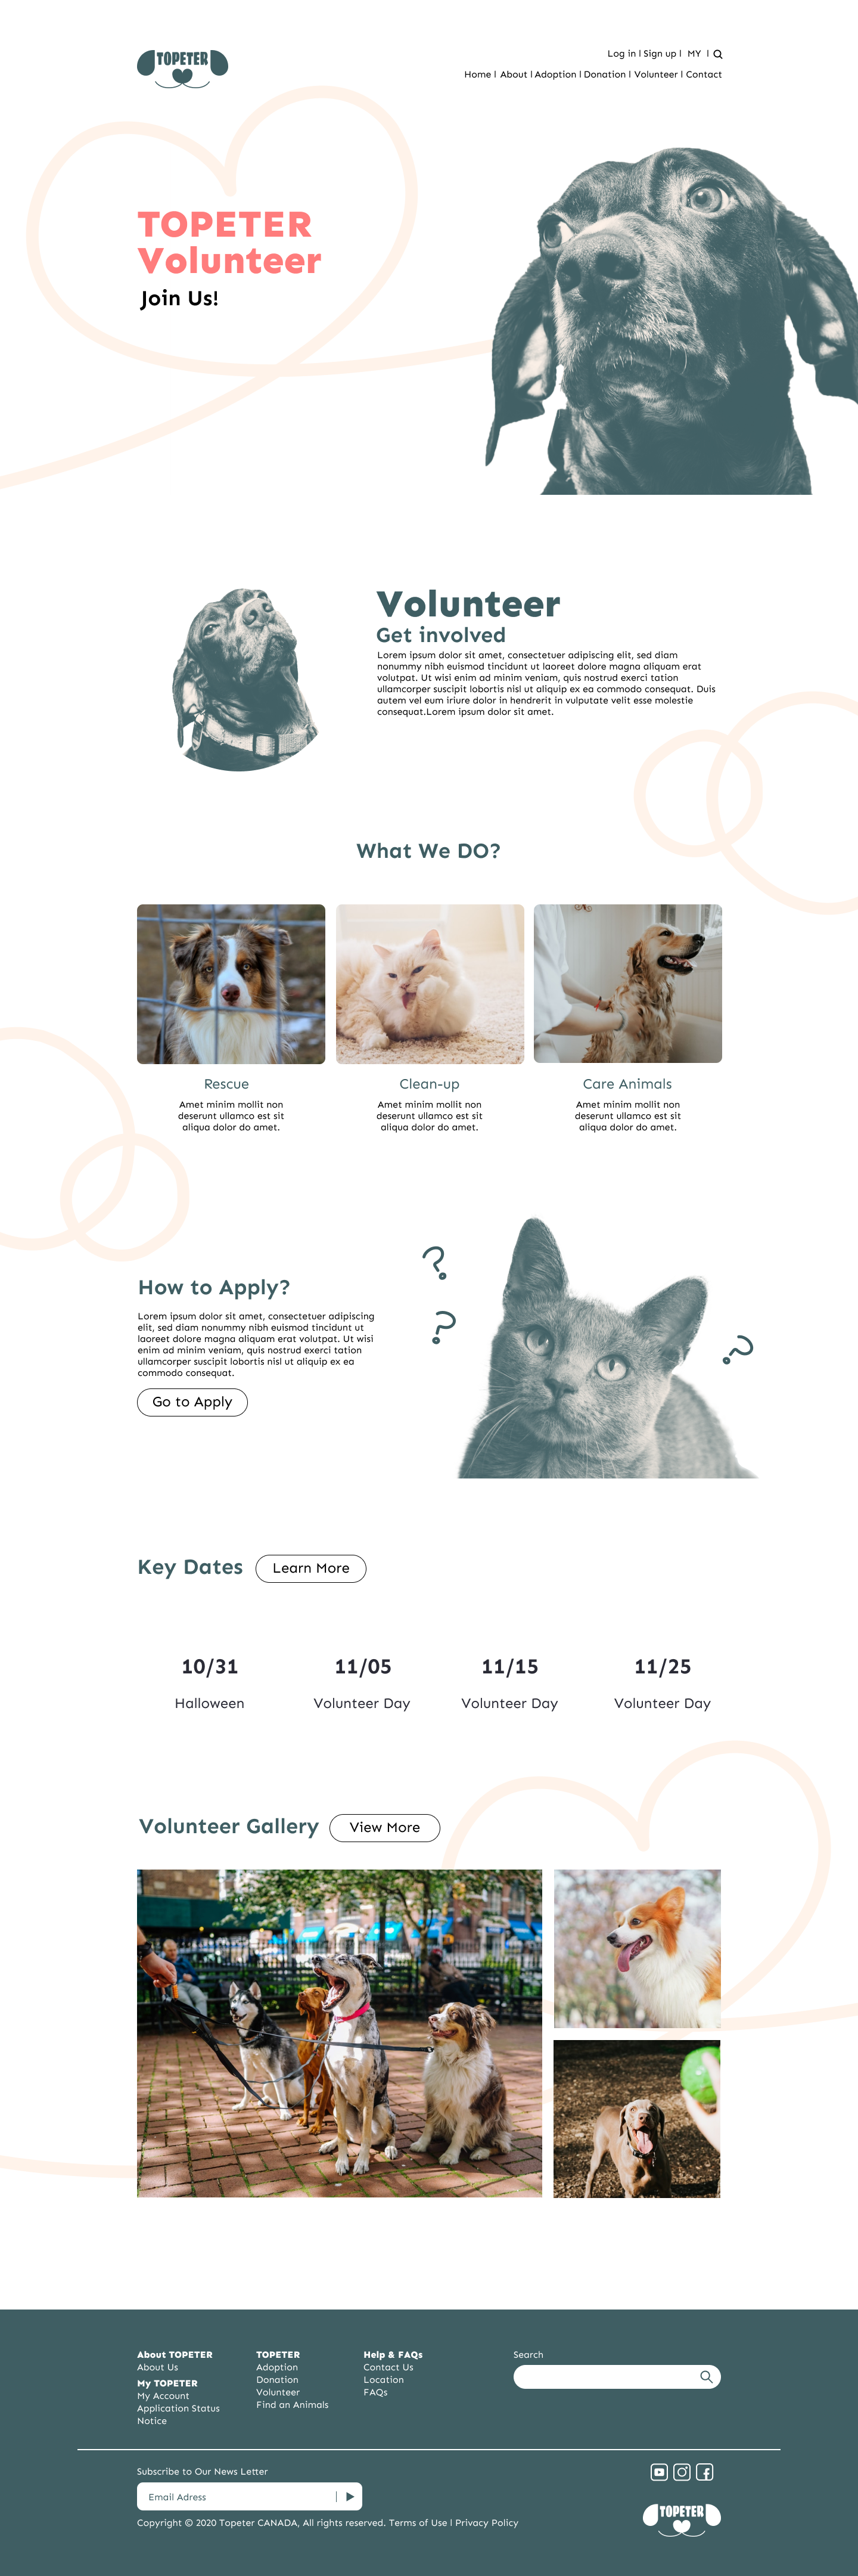 TOPETER
Log in | Sign up | MY |
Home | About | Adoption | Donation | Volunteer | Contact
TOPETER
Volunteer
Join Us!
Volunteer
Get involved
Lorem ipsum dolor sit amet, consectetuer adipiscing elit, sed diam
nonummy nibh euismod tincidunt ut laoreet dolore magna aliquam erat
volutpat. Ut wisi enim ad minim veniam, quis nostrud exerci tation
ullamcorper suscipit lobortis nisl ut aliquip ex ea commodo consequat. Duis
autem vel eum iriure dolor in hendrerit in vulputate velit esse molestie
consequat.Lorem ipsum dolor sit amet.
What We DO?
Rescue
Amet minim mollit non
deserunt ullamco est sit
aliqua dolor do amet.
Clean-up
Amet minim mollit non
deserunt ullamco est sit
aliqua dolor do amet.
Care Animals
Amet minim mollit non
deserunt ullamco est sit
aliqua dolor do amet.
? ? ?
How to Apply?
Lorem ipsum dolor sit amet, consectetuer adipiscing
elit, sed diam nonummy nibh euismod tincidunt ut
laoreet dolore magna aliquam erat volutpat. Ut wisi
enim ad minim veniam, quis nostrud exerci tation
ullamcorper suscipit lobortis nisl ut aliquip ex ea
commodo consequat.
Go to Apply
Key Dates
Learn More
10/31
Halloween
11/05
Volunteer Day
11/15
Volunteer Day
11/25
Volunteer Day
Volunteer Gallery
View More
About TOPETER
About Us
My TOPETER
My Account
Application Status
Notice
TOPETER
Adoption
Donation
Volunteer
Find an Animals
Help & FAQs
Contact Us
Location
FAQs
Search
Subscribe to Our News Letter
Email Adress
Copyright © 2020 Topeter CANADA, All rights reserved. Terms of Use | Privacy Policy
TOPETER